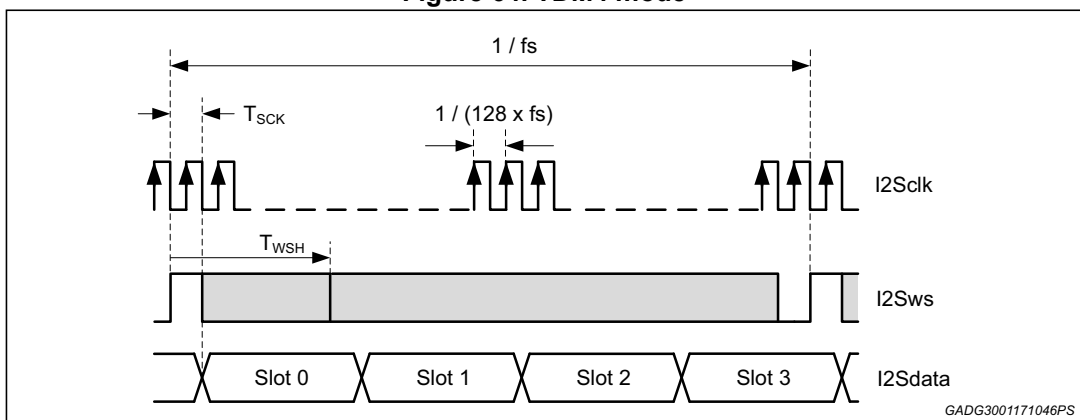 Figure TDM4 mode
1 / fs
TSCK
1 / (128 x fs)
I2Sclk
TWSH
I2Sws
Slot 0
Slot 1
Slot 2
Slot 3
I2Sdata
GADG3001171046PS